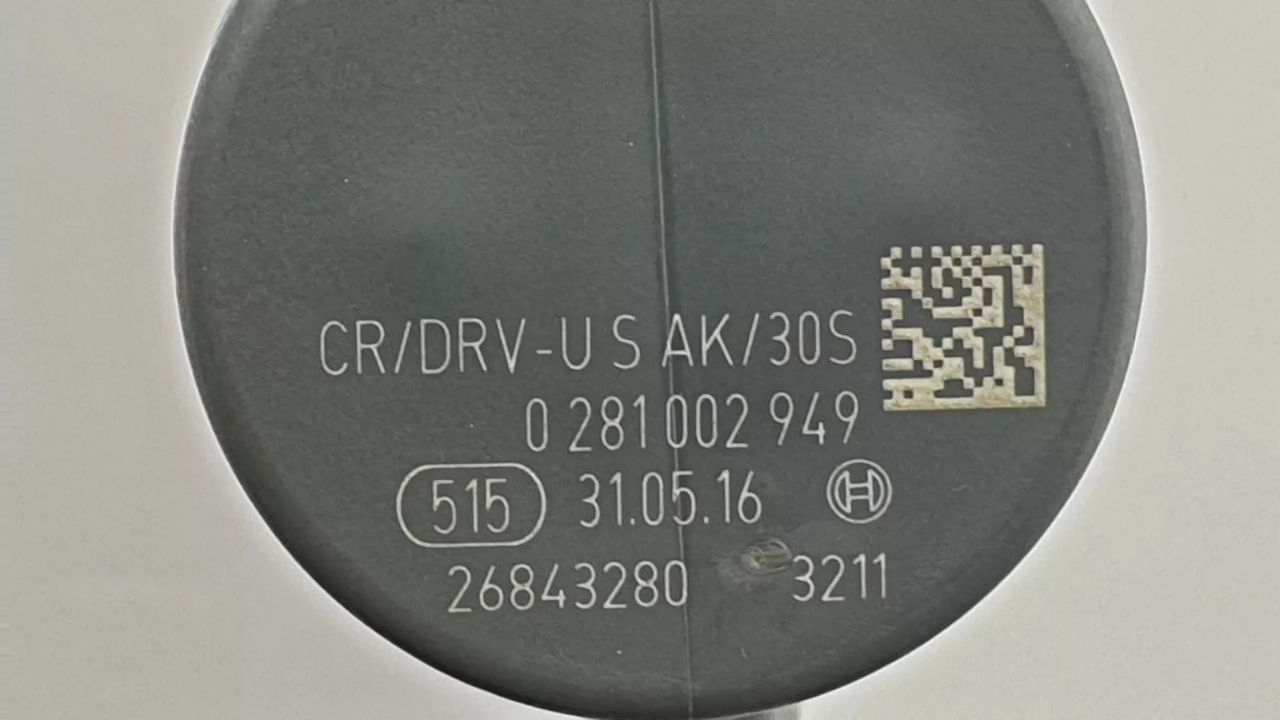 CR/DRV-U S AK/30S
0 281 002 949
515 31.05.16
26843280 3211